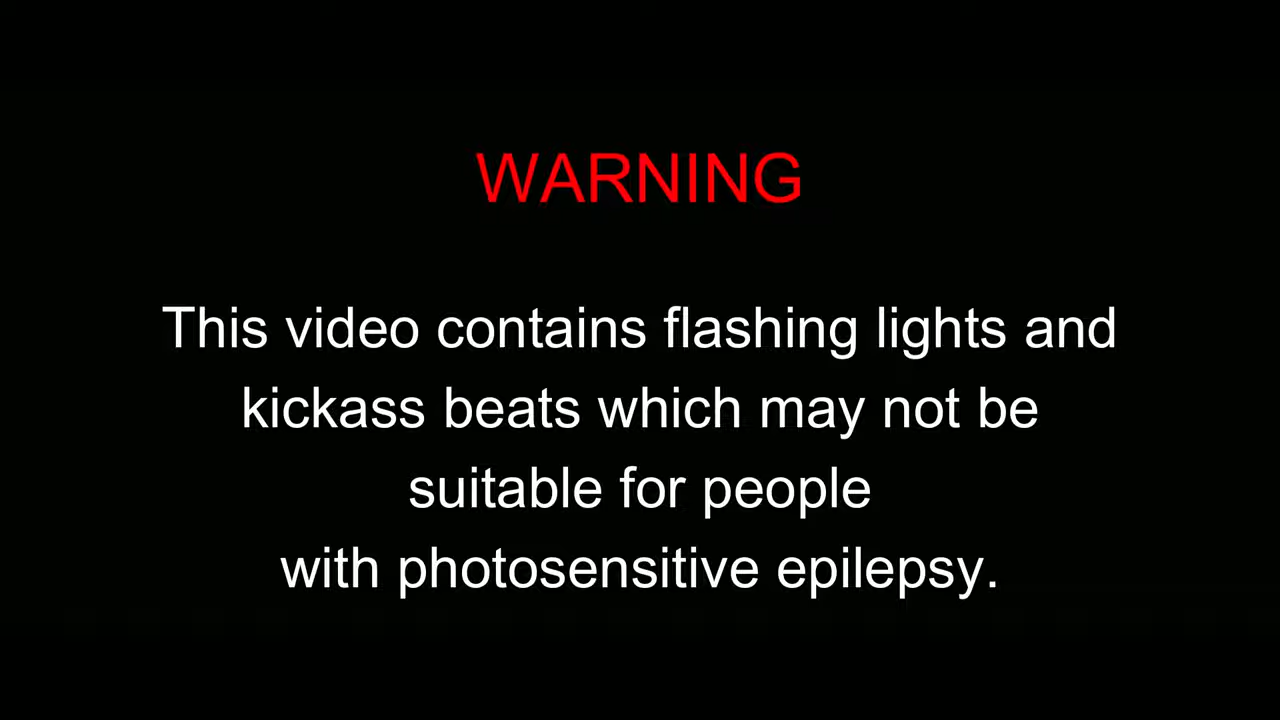 WARNING
This video contains flashing lights and
kickass beats which may not be
suitable for people
with photosensitive epilepsy.